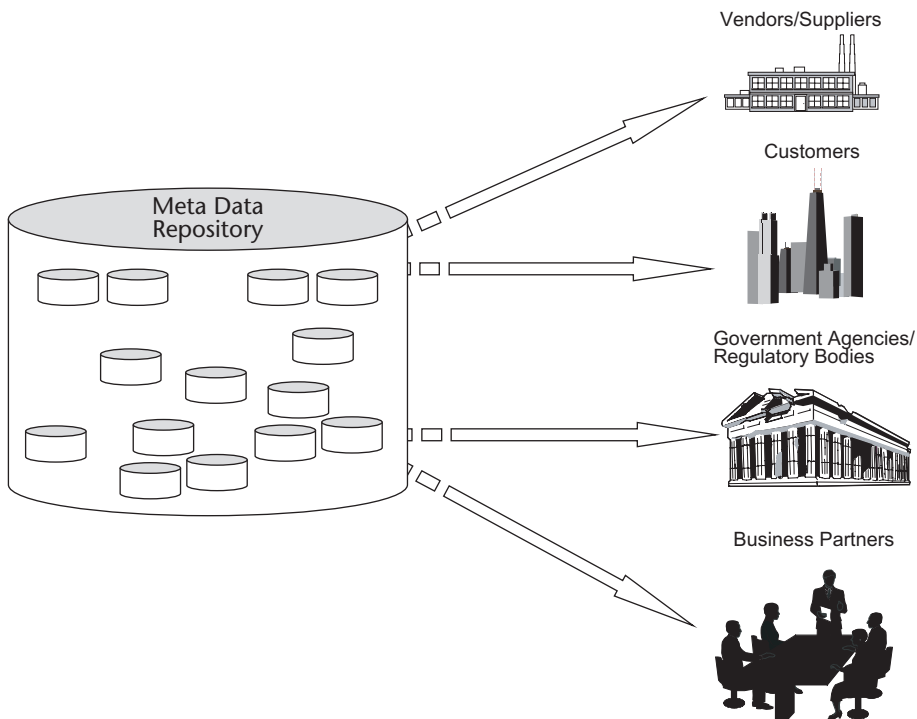 Vendors/Suppliers
Customers
Meta Data
Repository
Government Agencies/
Regulatory Bodies
Business Partners